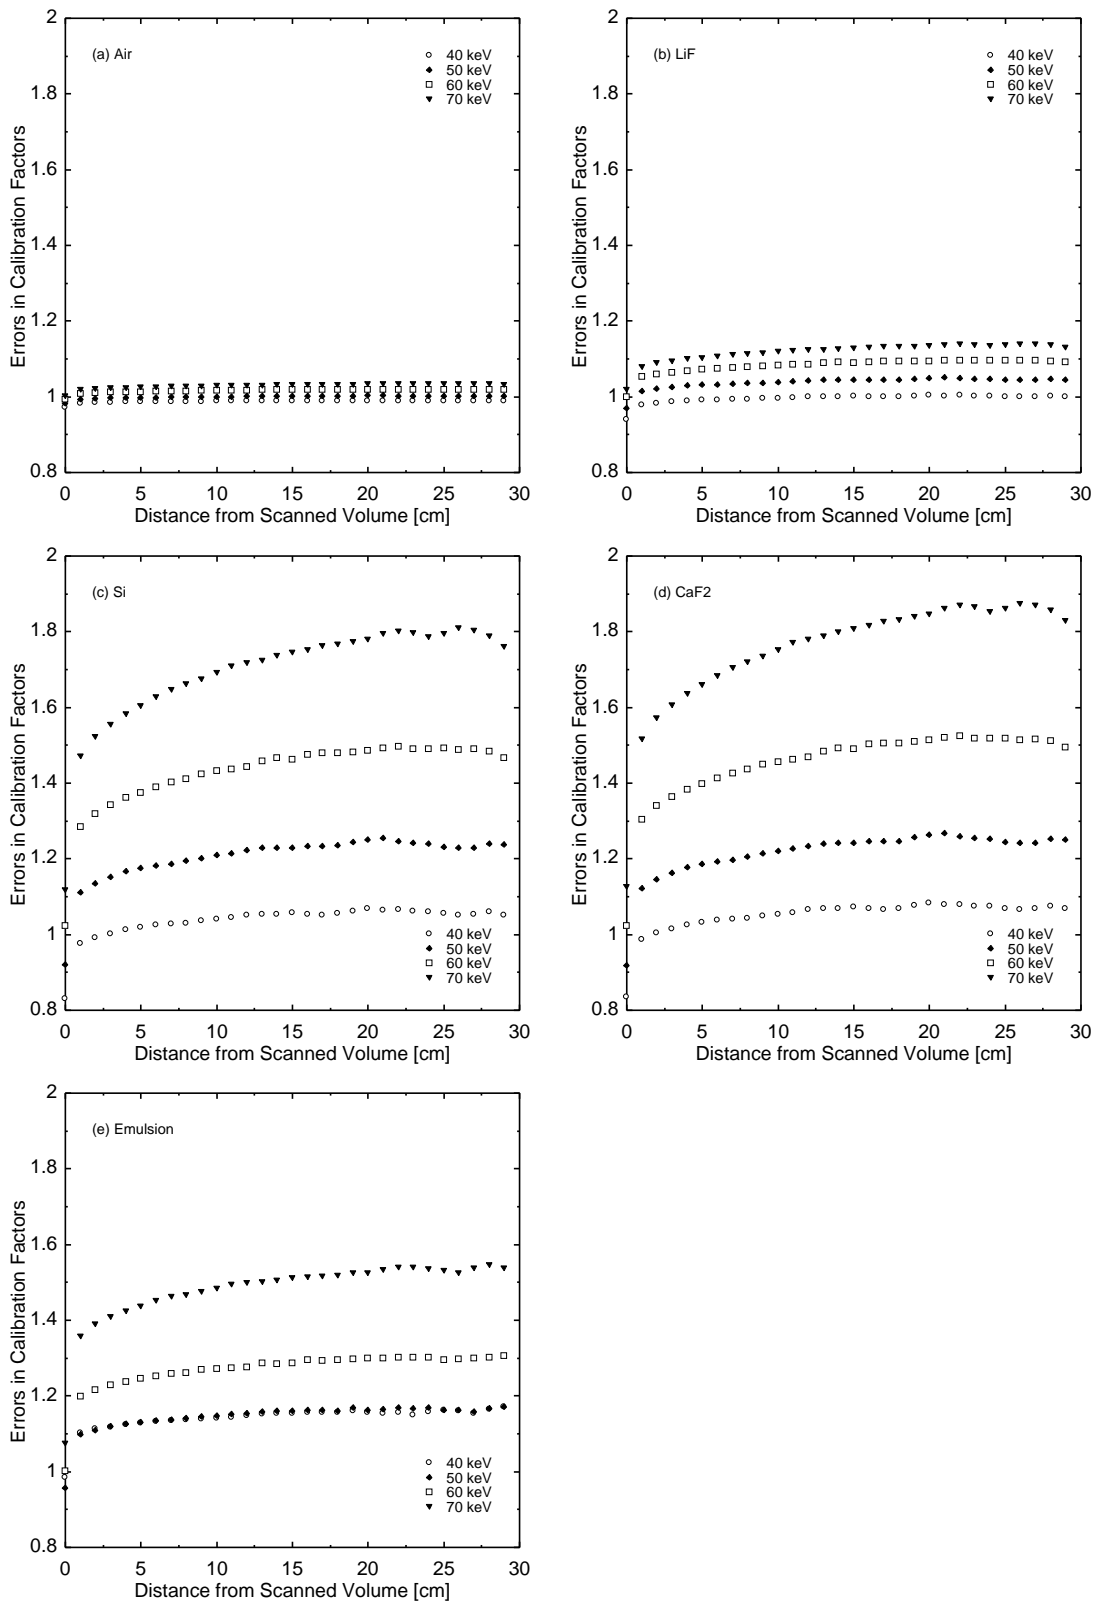 2
1.8
1.6
1.4
1.2
1
0.8
Errors in Calibration Factors
(a) Air
40 keV
50 keV
60 keV
70 keV
0 5 10 15 20 25 30
Distance from Scanned Volume [cm]
2
1.8
1.6
1.4
1.2
1
0.8
Errors in Calibration Factors
(b) LiF
40 keV
50 keV
60 keV
70 keV
0 5 10 15 20 25 30
Distance from Scanned Volume [cm]
2
1.8
1.6
1.4
1.2
1
0.8
Errors in Calibration Factors
(c) Si
40 keV
50 keV
60 keV
70 keV
0 5 10 15 20 25 30
Distance from Scanned Volume [cm]
2
1.8
1.6
1.4
1.2
1
0.8
Errors in Calibration Factors
(d) CaF2
40 keV
50 keV
60 keV
70 keV
0 5 10 15 20 25 30
Distance from Scanned Volume [cm]
2
1.8
1.6
1.4
1.2
1
0.8
Errors in Calibration Factors
(e) Emulsion
40 keV
50 keV
60 keV
70 keV
0 5 10 15 20 25 30
Distance from Scanned Volume [cm]